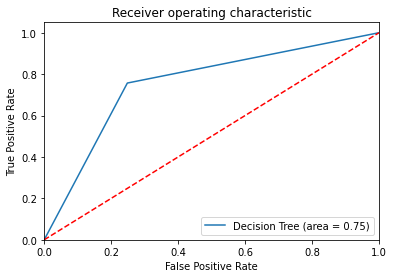 Receiver operating characteristic
True Positive Rate
1.0
0.8
0.6
0.4
0.2
0.0
Decision Tree (area = 0.75)
0.0 0.2 0.4 0.6 0.8 1.0
False Positive Rate